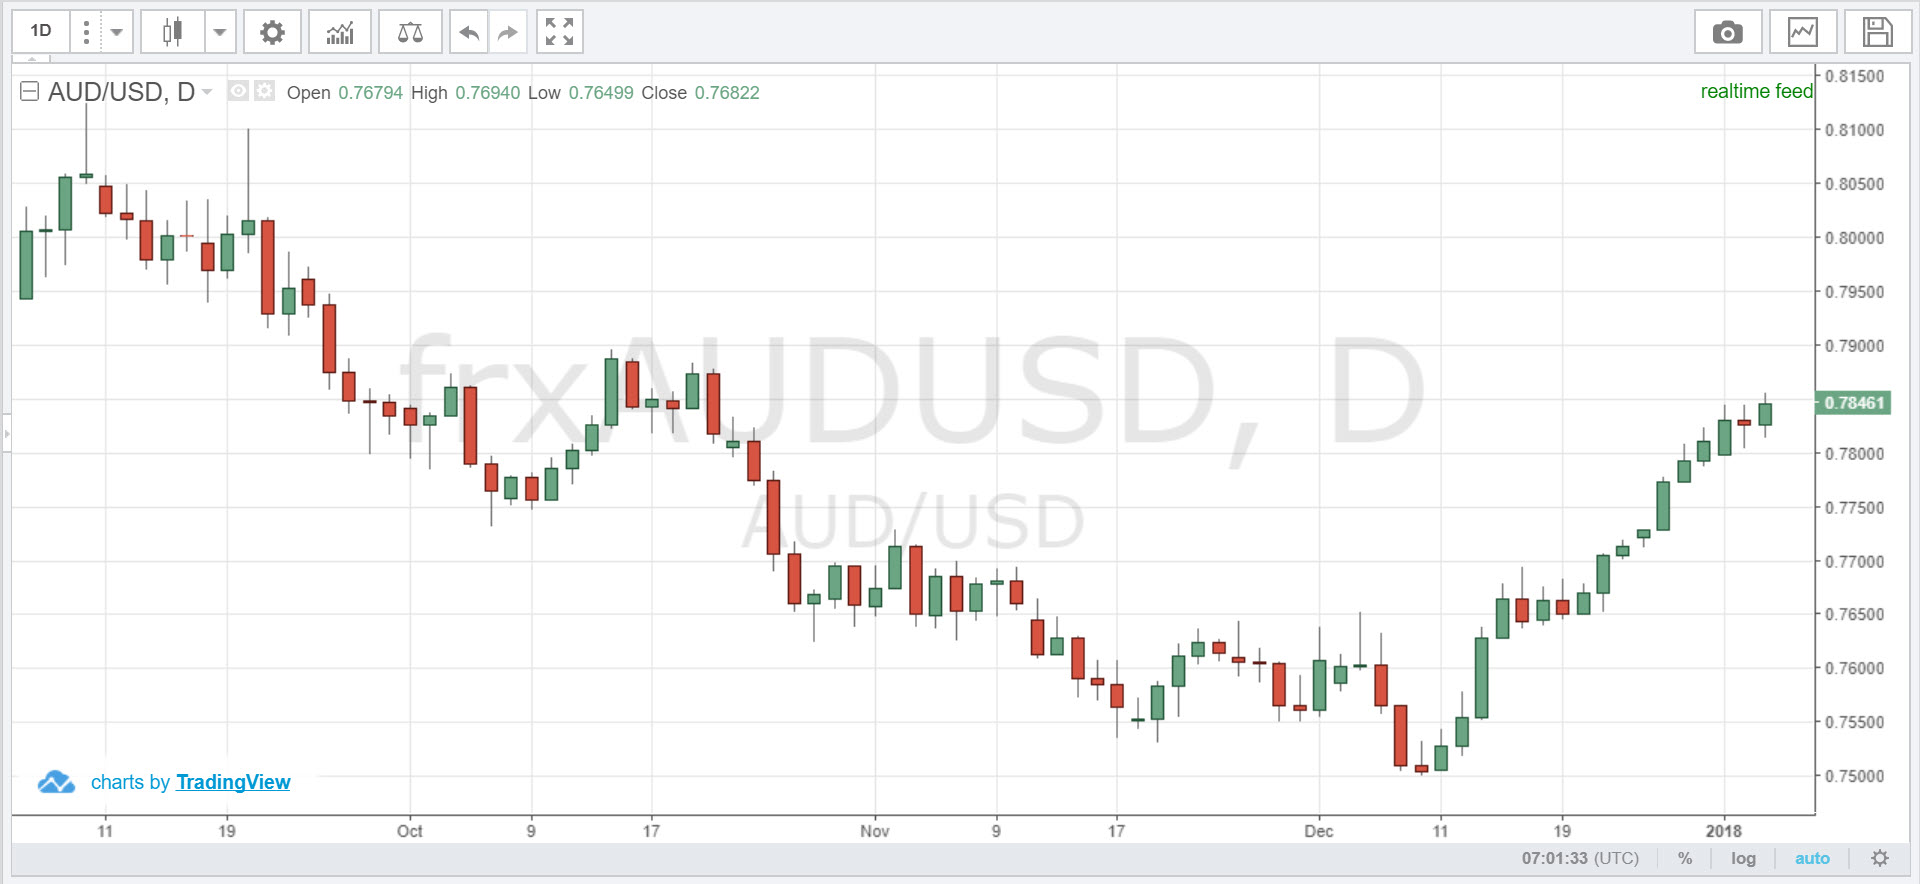 1D
AUD/USD, D Open 0.76794 High 0.76940 Low 0.76499 Close 0.76822
realtime feed
0.81500
0.81000
0.80500
0.80000
0.79500
0.79000
0.78461
0.78000
0.77500
0.77000
0.76500
0.76000
0.75500
0.75000
frxAUDUSD, D
AUD/USD
charts by TradingView
11 19 Oct 9 17 Nov 9 17 Dec 11 19 2018
07:01:33 (UTC) % log auto